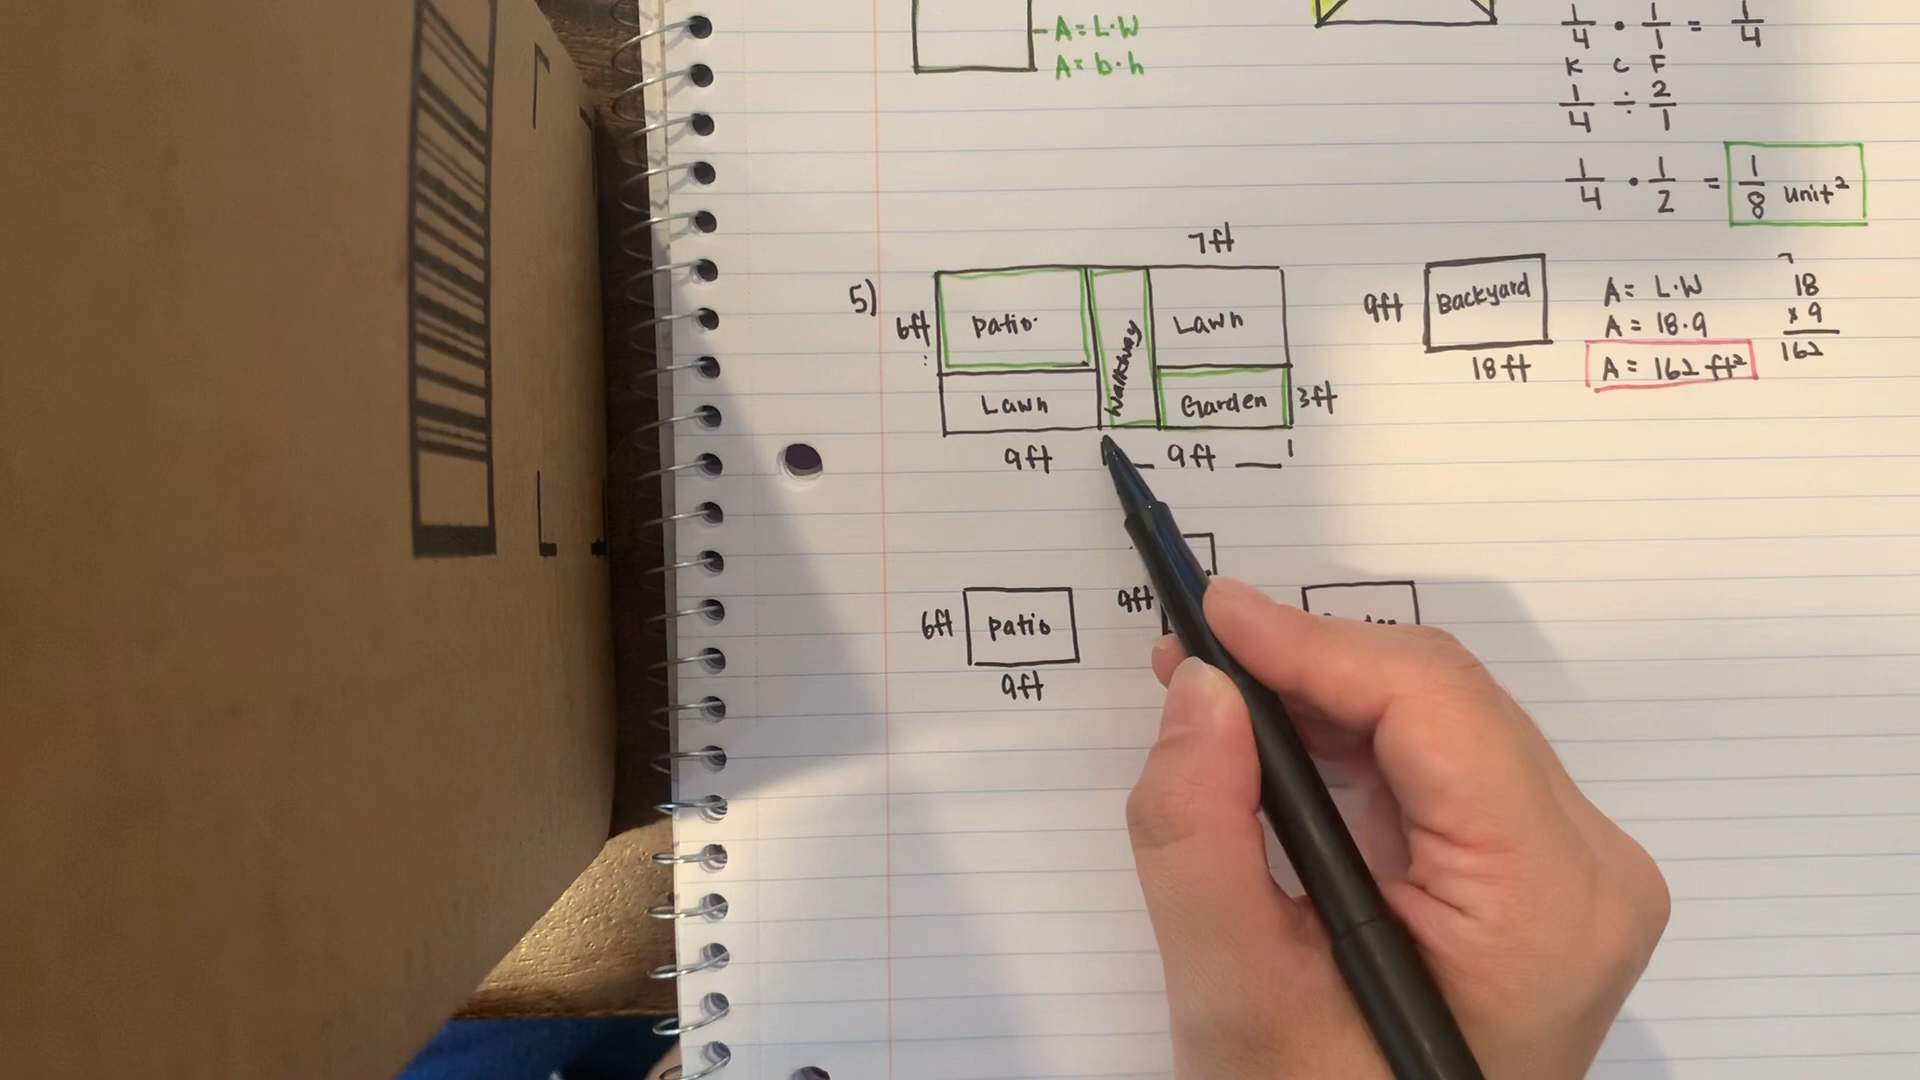 A = L·W
A = b·h
1/4 · 1/1 = 1/4
K C F
1/4 ÷ 2/1
1/4 · 1/2 = 1/8 unit²
5)
7ft
6ft
Patio
Walkway
Lawn
Lawn
Garden
3ft
9ft
9ft
9ft
Backyard
18ft
A = L·W
A = 18·9
A = 162 ft²
7
18
x 9
162
6ft
patio
9ft
9ft